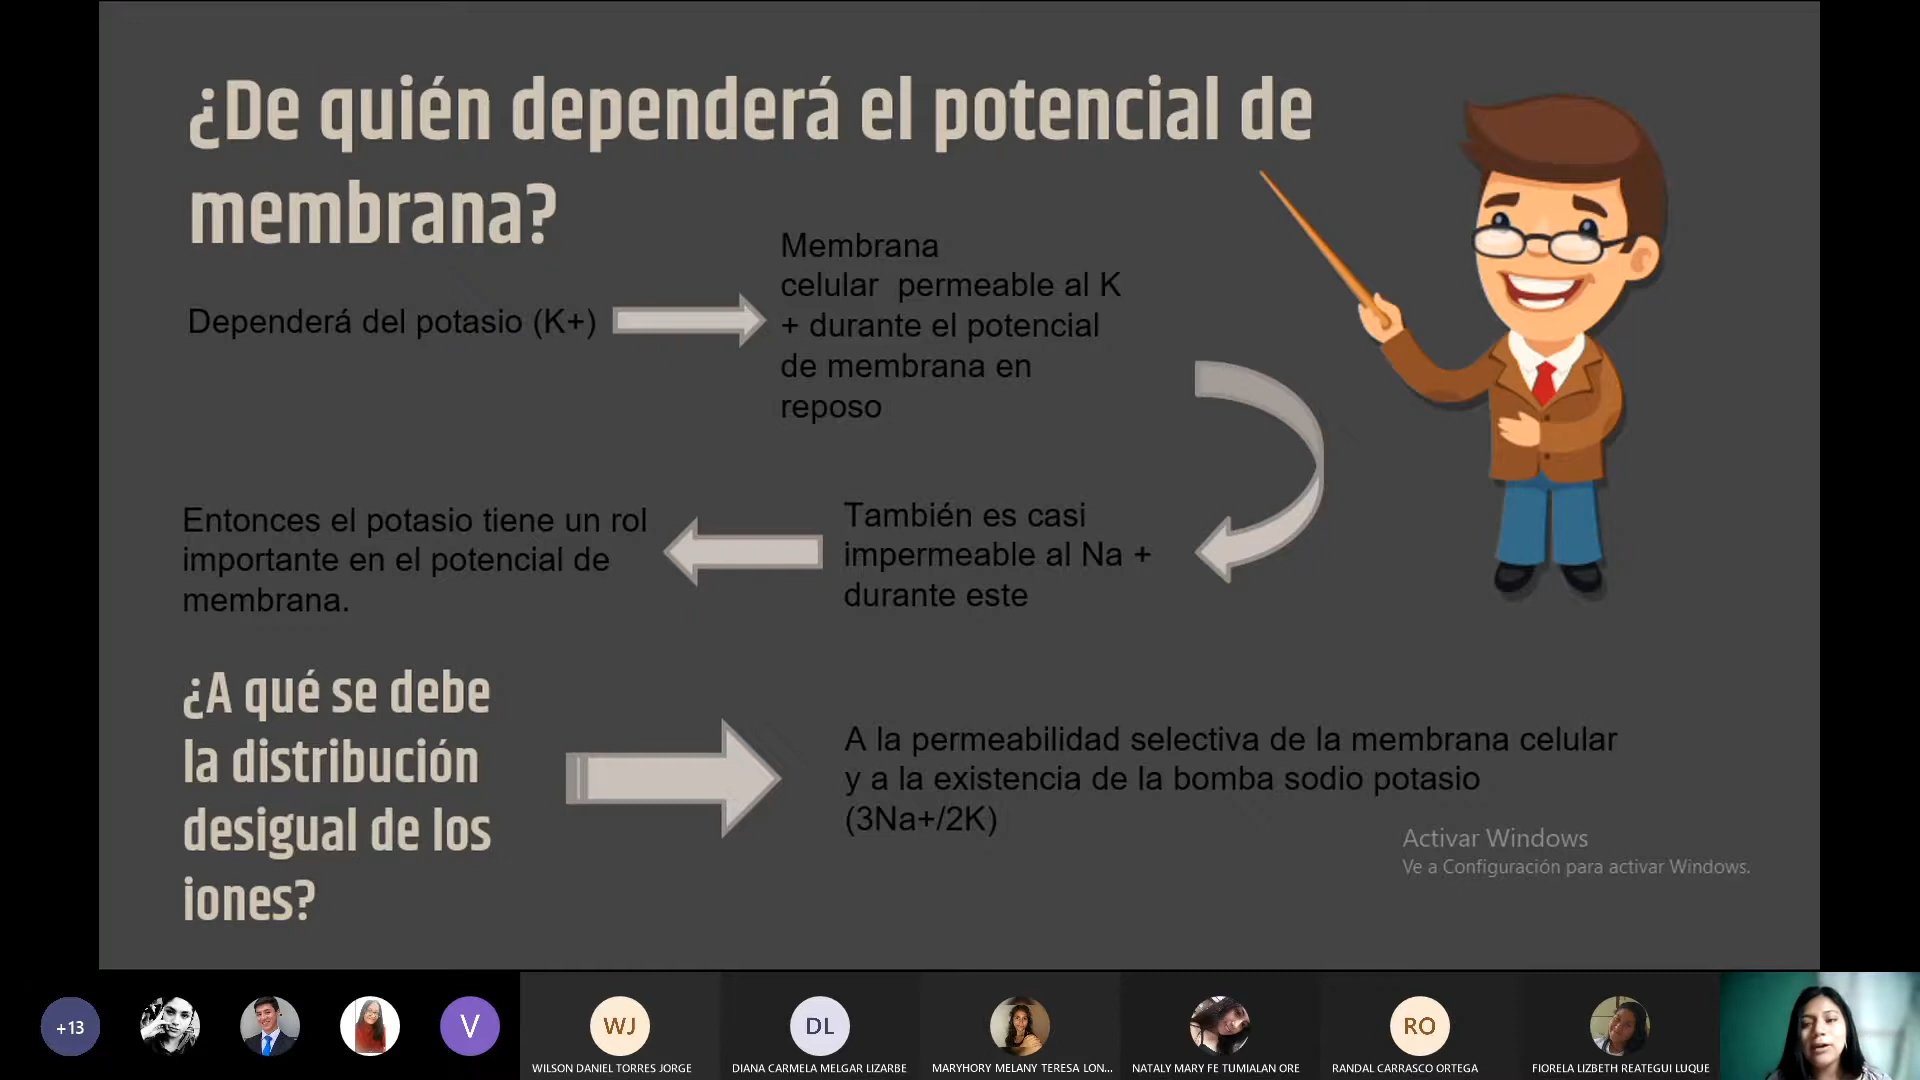 ¿De quién dependerá el potencial de
membrana?
Dependerá del potasio (K+)
Membrana
celular  permeable al K
+ durante el potencial
de membrana en
reposo
También es casi
impermeable al Na +
durante este
Entonces el potasio tiene un rol
importante en el potencial de
membrana.
¿A qué se debe
la distribución
desigual de los
iones?
A la permeabilidad selectiva de la membrana celular
y a la existencia de la bomba sodio potasio
(3Na+/2K)
Activar Windows
Ve a Configuración para activar Windows.
+13
V
WJ
WILSON DANIEL TORRES JORGE
DL
DIANA CARMELA MELGAR LIZARBE
MARYHORY MELANY TERESA LON...
NATALY MARY FE TUMIALAN ORE
RO
RANDAL CARRASCO ORTEGA
FIORELA LIZBETH REATEGUI LUQUE